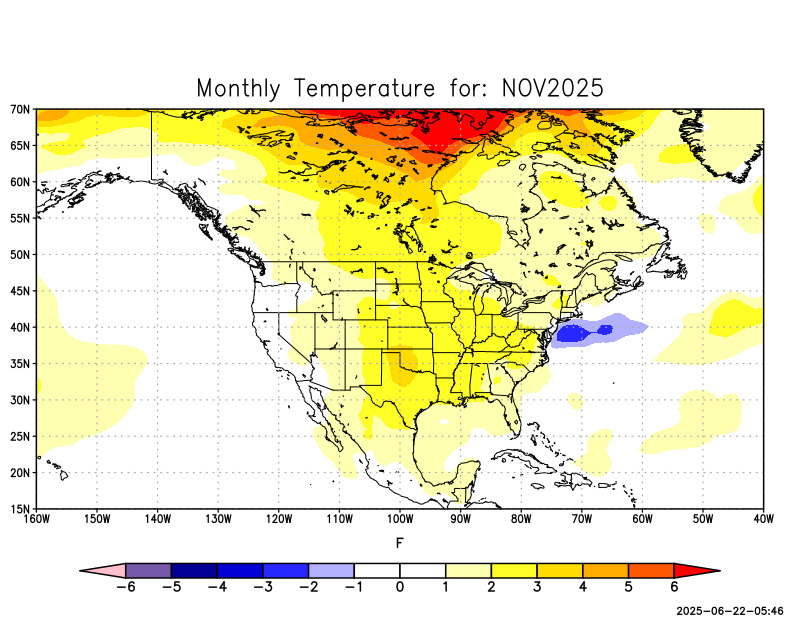 Monthly Temperature for: NOV2025
70N
65N
60N
55N
50N
45N
40N
35N
30N
25N
20N
15N
160W 150W 140W 130W 120W 110W 100W 90W 80W 70W 60W 50W 40W
F
-6 -5 -4 -3 -2 -1 0 1 2 3 4 5 6
2025-06-22-05:46